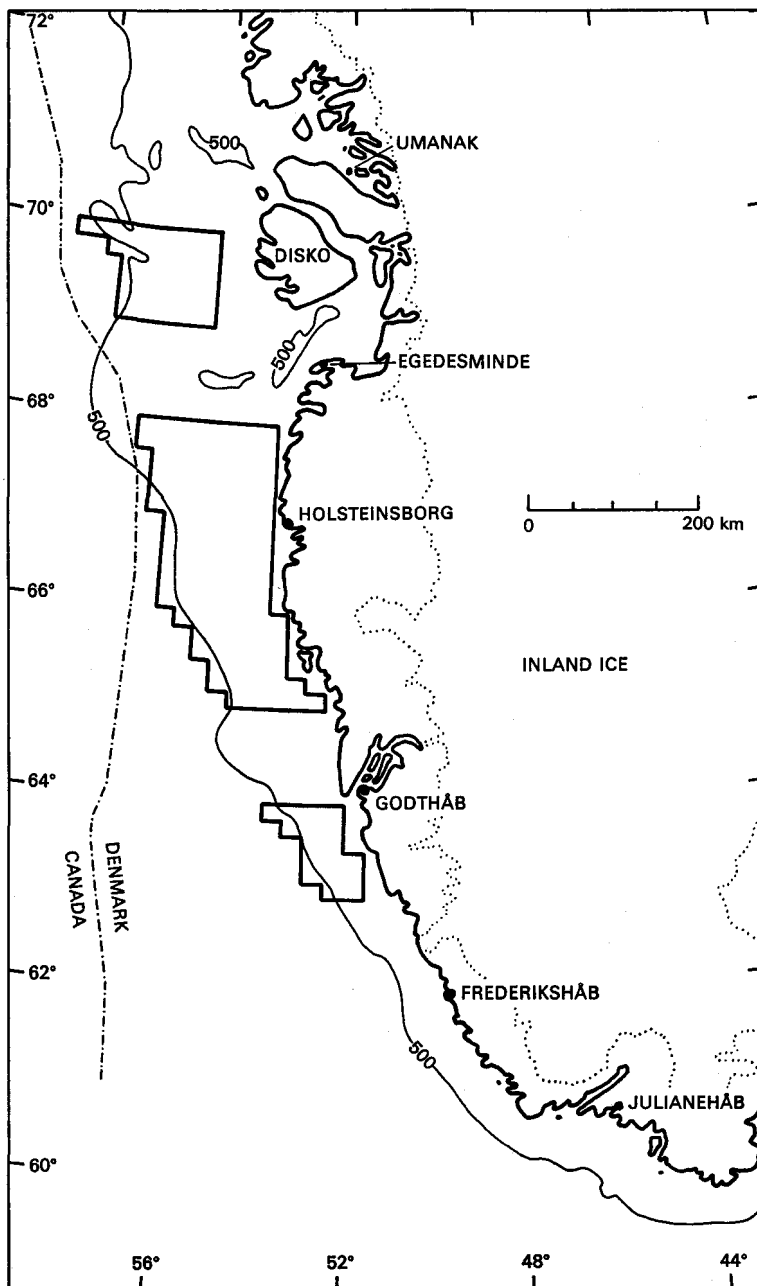 72°
500
UMANAK
70°
DISKO
500
EGEDESMINDE
68°
500
HOLSTEINSBORG
0
200 km
66°
INLAND ICE
64°
GODTHÅB
DENMARK
CANADA
62°
FREDERIKSHÅB
500
JULIANEHÅB
60°
56°
52°
48°
44°